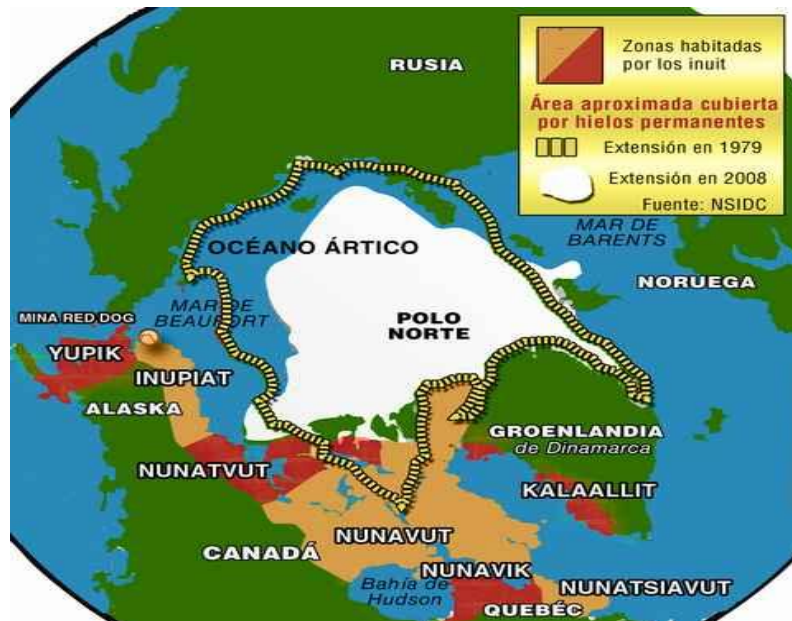 RUSIA
Zonas habitadas
por los inuit
Área aproximada cubierta
por hielos permanentes
Extensión en 1979
Extensión en 2008
Fuente: NSIDC
MAR DE
BARENTS
OCÉANO ÁRTICO
NORUEGA
MAR DE
BEAUFORT
POLO
NORTE
MINA RED DOG
YUPIK
INUPIAT
ALASKA
GROENLANDIA
de Dinamarca
NUNATVUT
KALAALLIT
NUNAVUT
CANADÁ
NUNAVIK
Bahía de
Hudson
NUNATSIAVUT
QUEBÉC